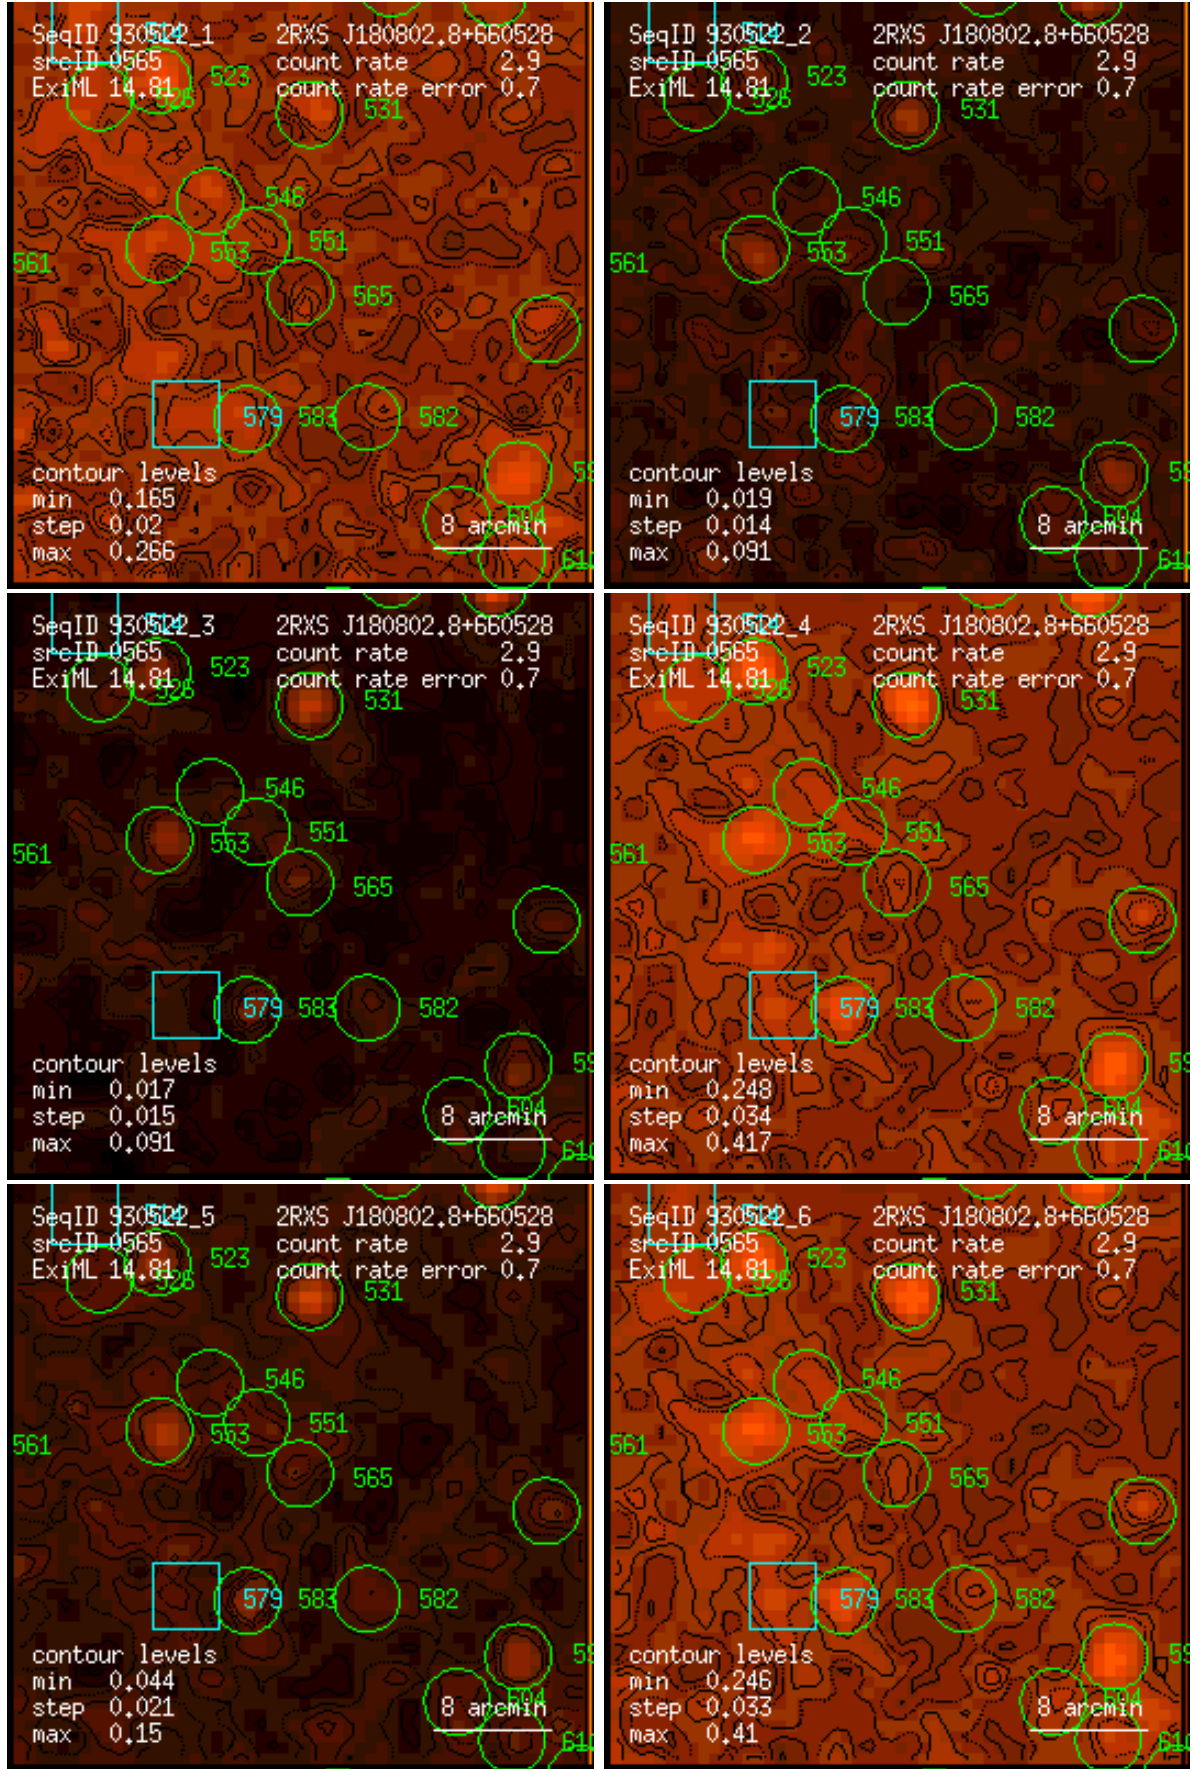 SeqID 930522_1 2RXS J180802.8+660528
srcID 0565 count rate 2.9
ExiML 14.81 count rate error 0.7
523
526
531
546
551
553
561
565
579 583 582
contour levels
min 0.165
step 0.02
max 0.266
604
8 arcmin
SeqID 930522_2 2RXS J180802.8+660528
srcID 0565 count rate 2.9
ExiML 14.81 count rate error 0.7
523
526
531
546
551
553
561
565
579 583 582
contour levels
min 0.019
step 0.014
max 0.091
604
8 arcmin
SeqID 930522_3 2RXS J180802.8+660528
srcID 0565 count rate 2.9
ExiML 14.81 count rate error 0.7
523
526
531
546
551
553
561
565
579 583 582
contour levels
min 0.017
step 0.015
max 0.091
604
8 arcmin
SeqID 930522_4 2RXS J180802.8+660528
srcID 0565 count rate 2.9
ExiML 14.81 count rate error 0.7
523
526
531
546
551
553
561
565
579 583 582
contour levels
min 0.248
step 0.034
max 0.417
604
8 arcmin
SeqID 930522_5 2RXS J180802.8+660528
srcID 0565 count rate 2.9
ExiML 14.81 count rate error 0.7
523
526
531
546
551
553
561
565
579 583 582
contour levels
min 0.044
step 0.021
max 0.15
604
8 arcmin
SeqID 930522_6 2RXS J180802.8+660528
srcID 0565 count rate 2.9
ExiML 14.81 count rate error 0.7
523
526
531
546
551
553
561
565
579 583 582
contour levels
min 0.246
step 0.033
max 0.41
604
8 arcmin